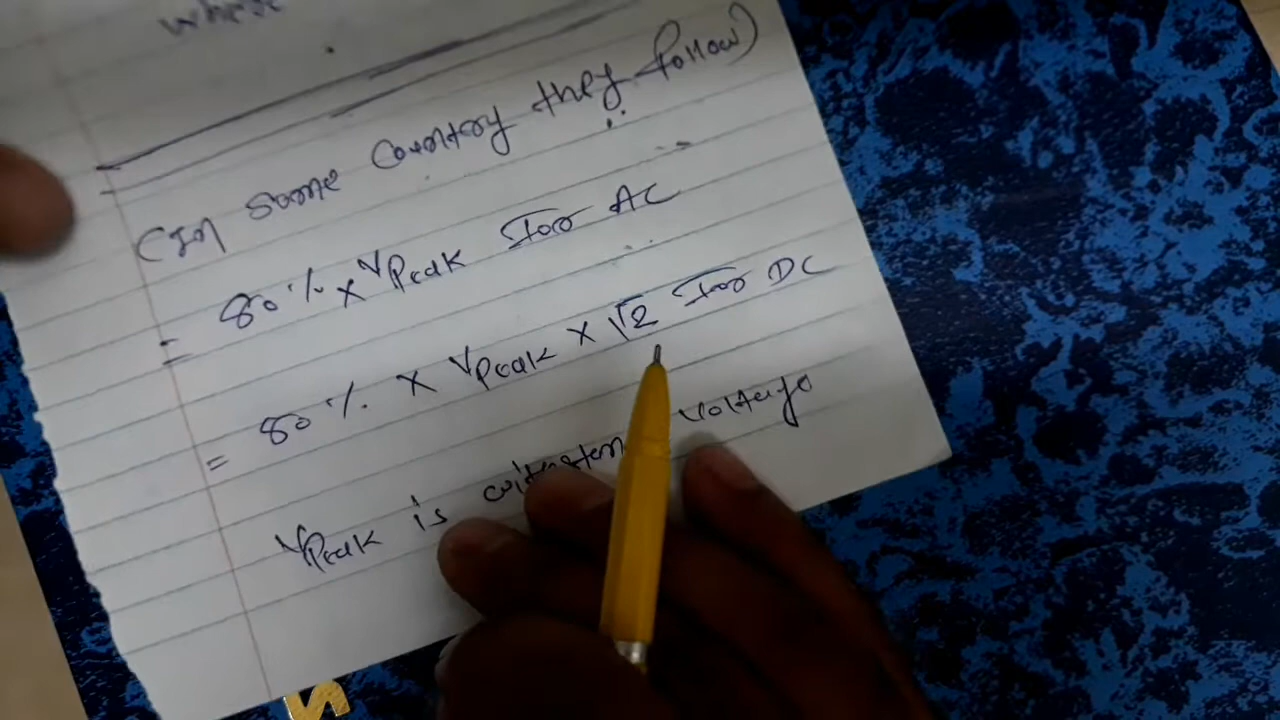 (In some country they follow)
= 80 % × VPeak For AC
= 80 % × VPeak × √2 For DC
VPeak is voltage